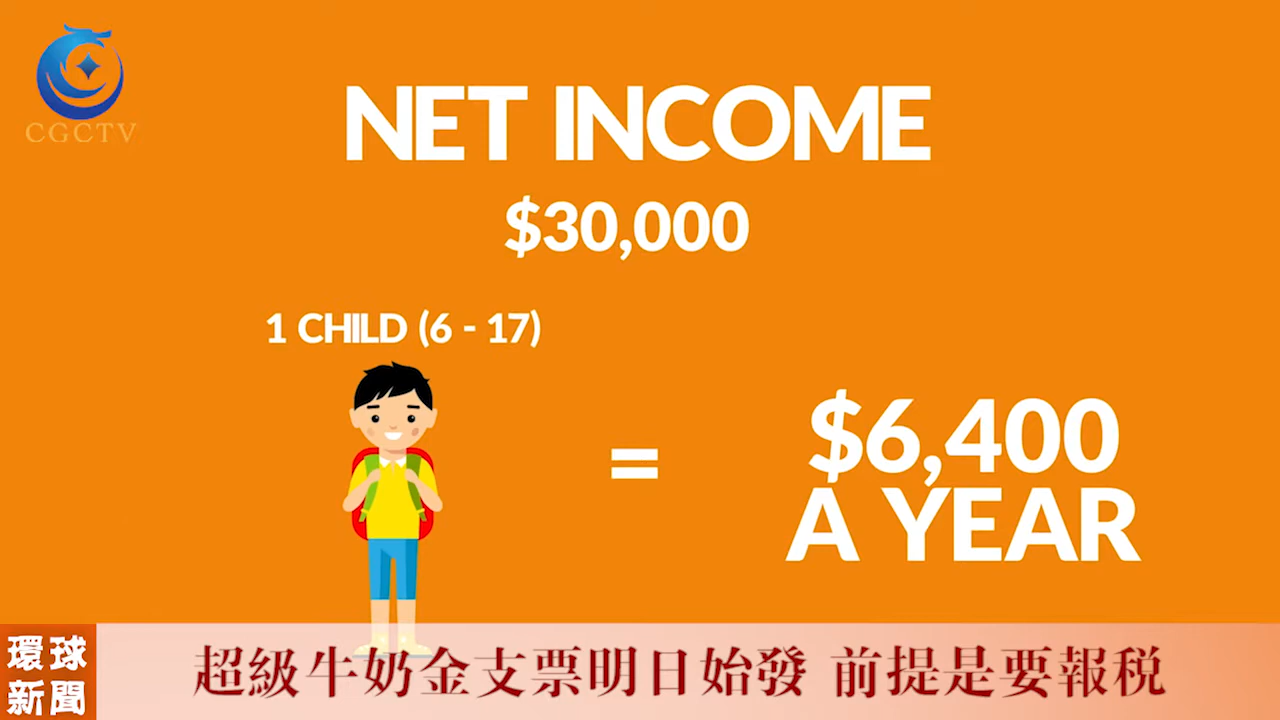 CGCTV
NET INCOME
$30,000
1 CHILD (6 - 17)
=
$6,400
A YEAR
環球
新聞
超級牛奶金支票明日始發 前提是要報税